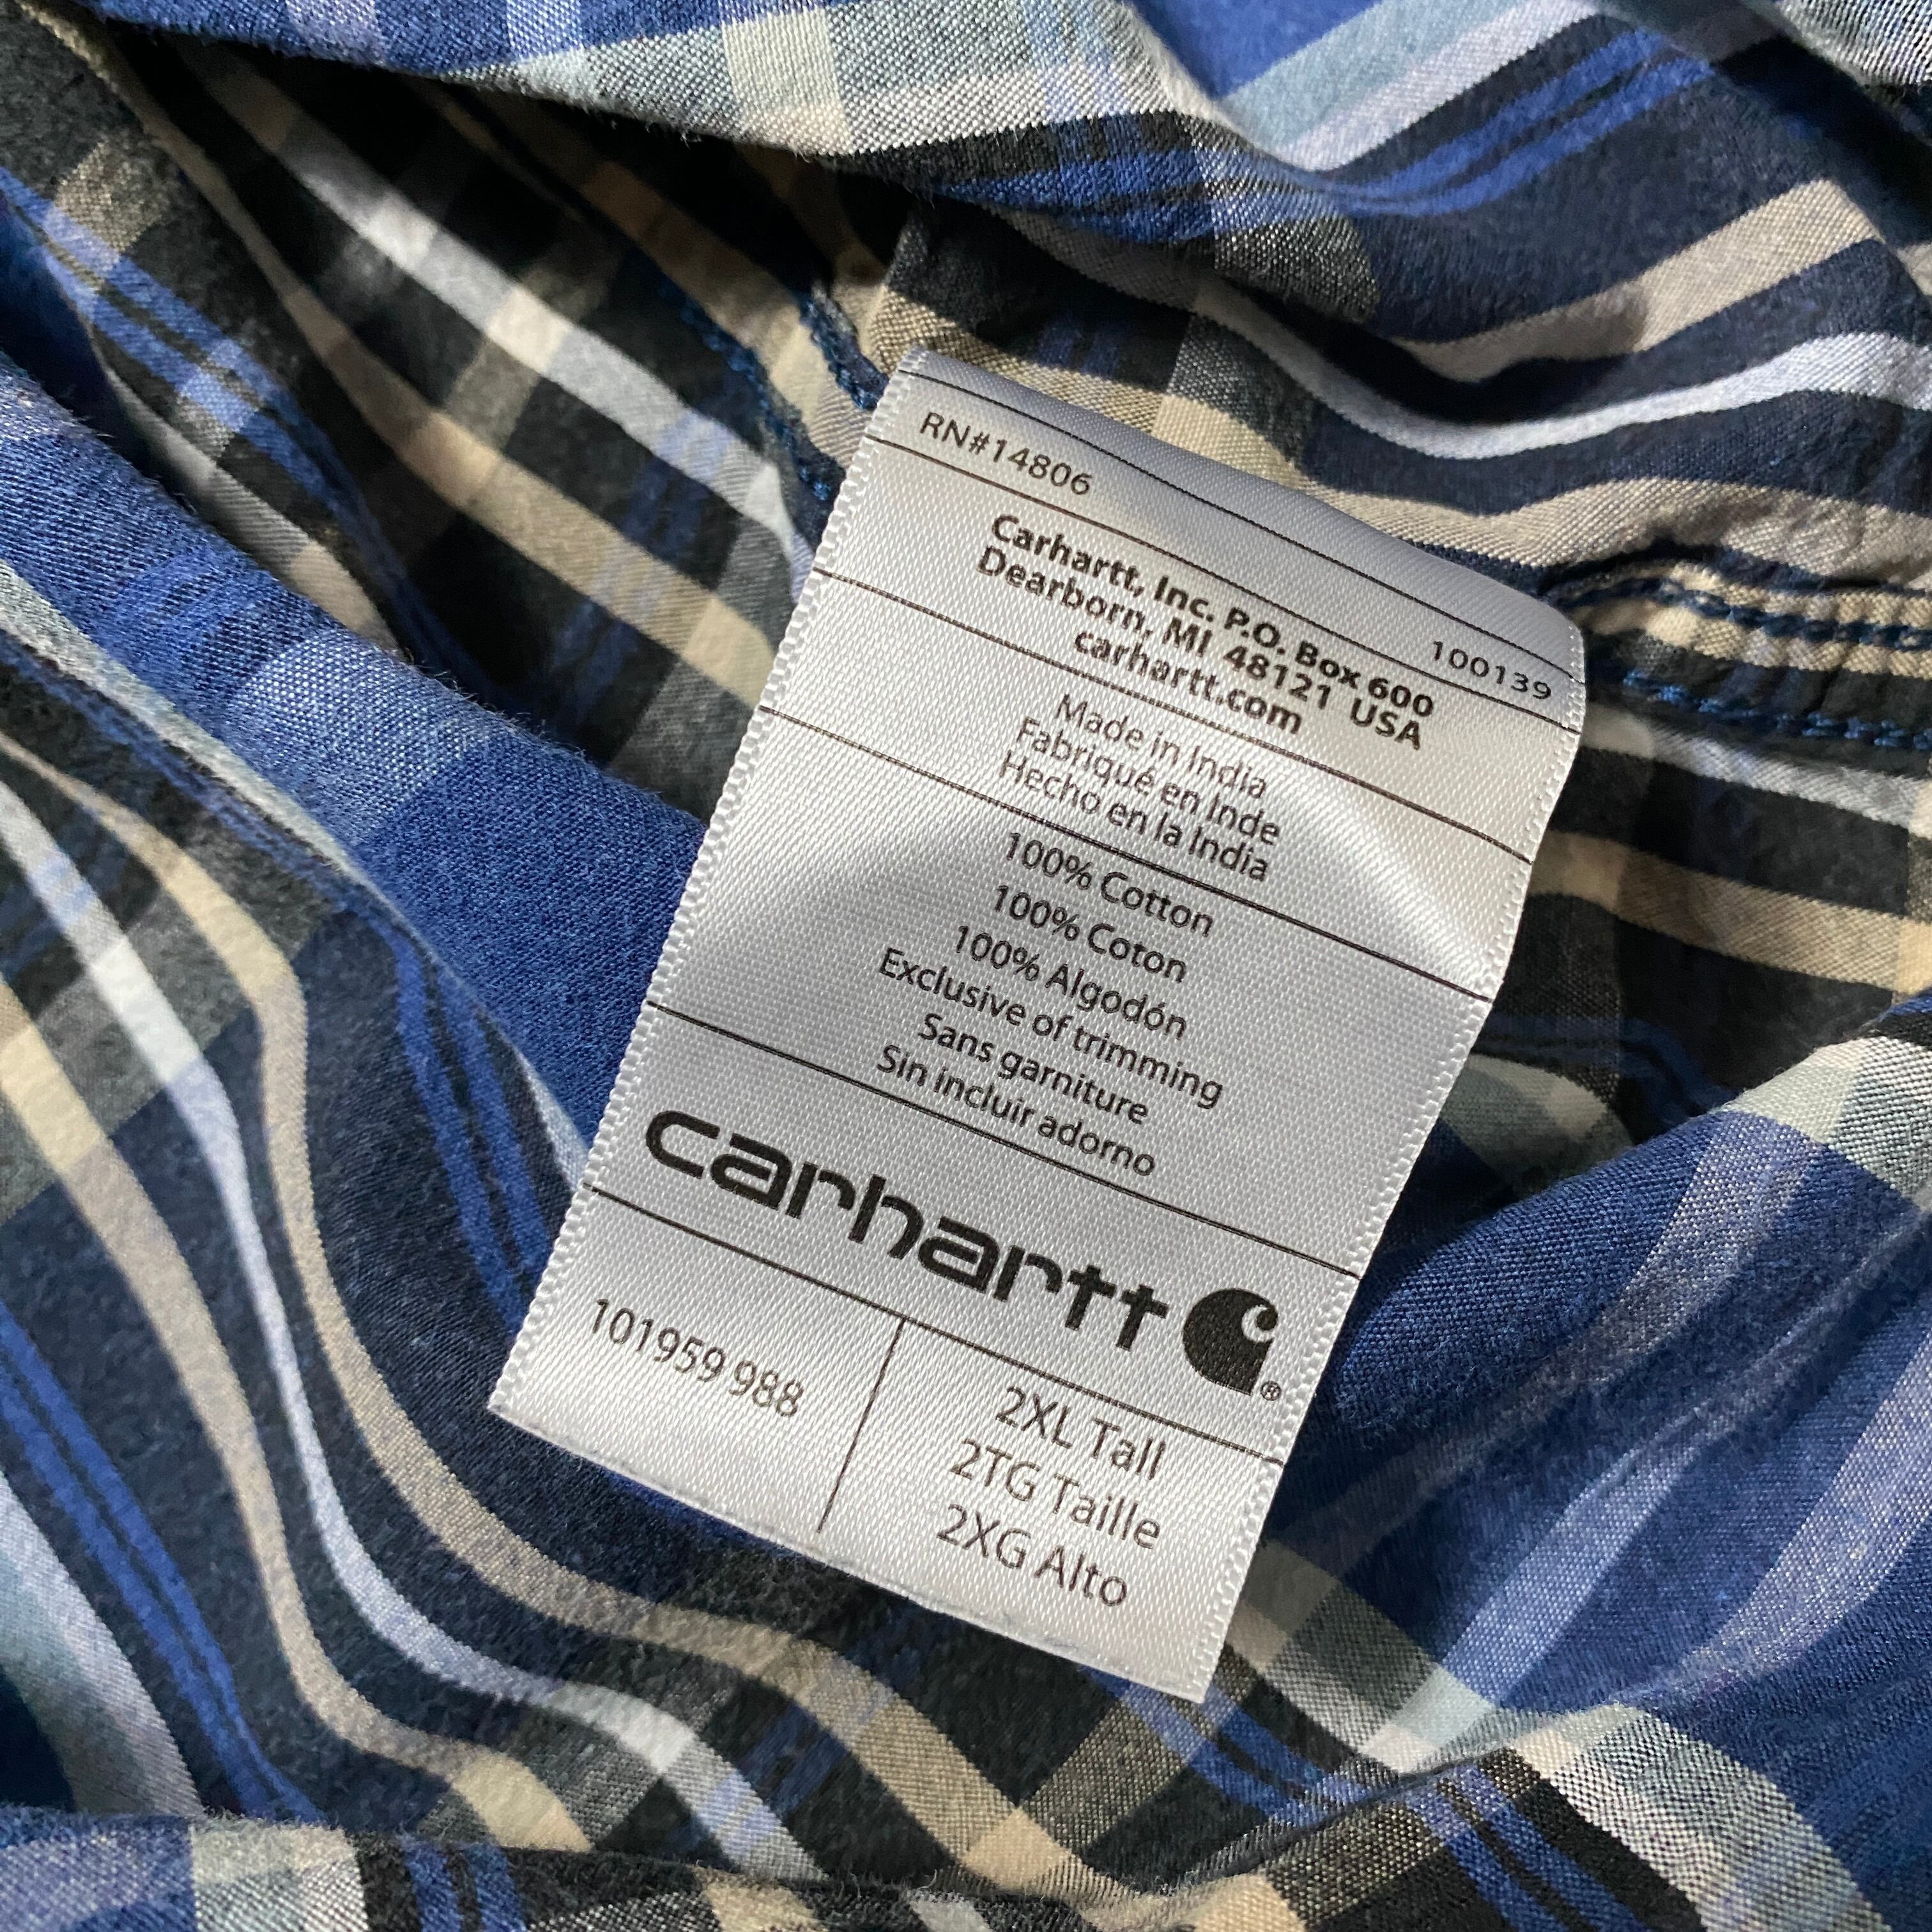 RN#14806
100139
Carhartt, Inc. P.O. Box 600
Dearborn, MI 48121 USA
carhartt.com
Made in India
Fabriqué en Inde
Hecho en la India
100% Cotton
100% Coton
100% Algodón
Exclusive of trimming
Sans garniture
Sin incluir adorno
carhartt ®
101959 988
2XL Tall
2TG Taille
2XG Alto